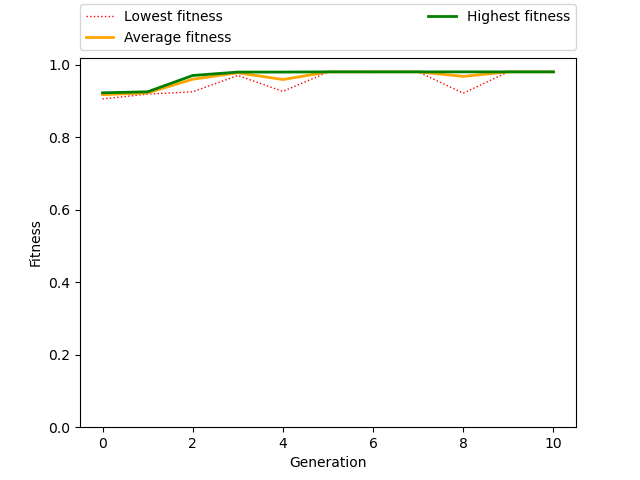 Lowest fitness
Average fitness
Highest fitness
1.0
0.8
0.6
0.4
0.2
0.0
Fitness
0 2 4 6 8 10
Generation